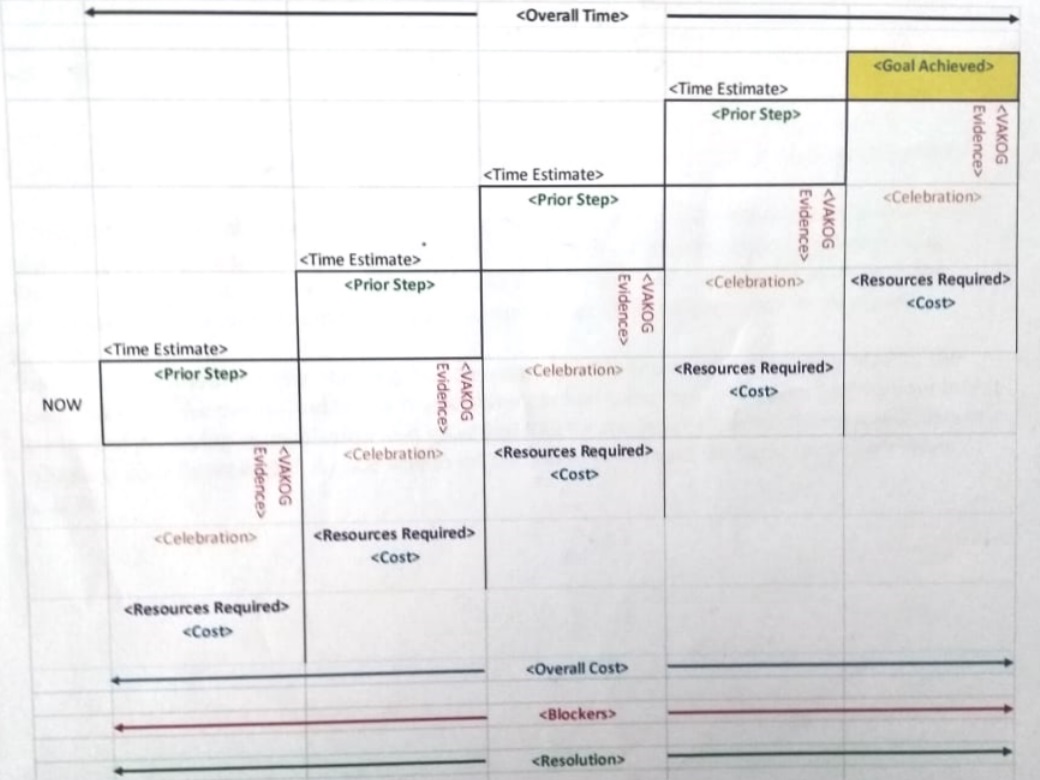 <Overall Time>
<Goal Achieved>
<Time Estimate>
<Prior Step>
<VAKOG
Evidence>
<Time Estimate>
<Prior Step>
<VAKOG
Evidence>
<Celebration>
<Time Estimate>
<Prior Step>
<VAKOG
Evidence>
<Celebration>
<Resources Required>
<Cost>
<Time Estimate>
<Prior Step>
<VAKOG
Evidence>
<Celebration>
<Resources Required>
<Cost>
NOW
<VAKOG
Evidence>
<Celebration>
<Resources Required>
<Cost>
<Celebration>
<Resources Required>
<Cost>
<Resources Required>
<Cost>
<Overall Cost>
<Blockers>
<Resolution>